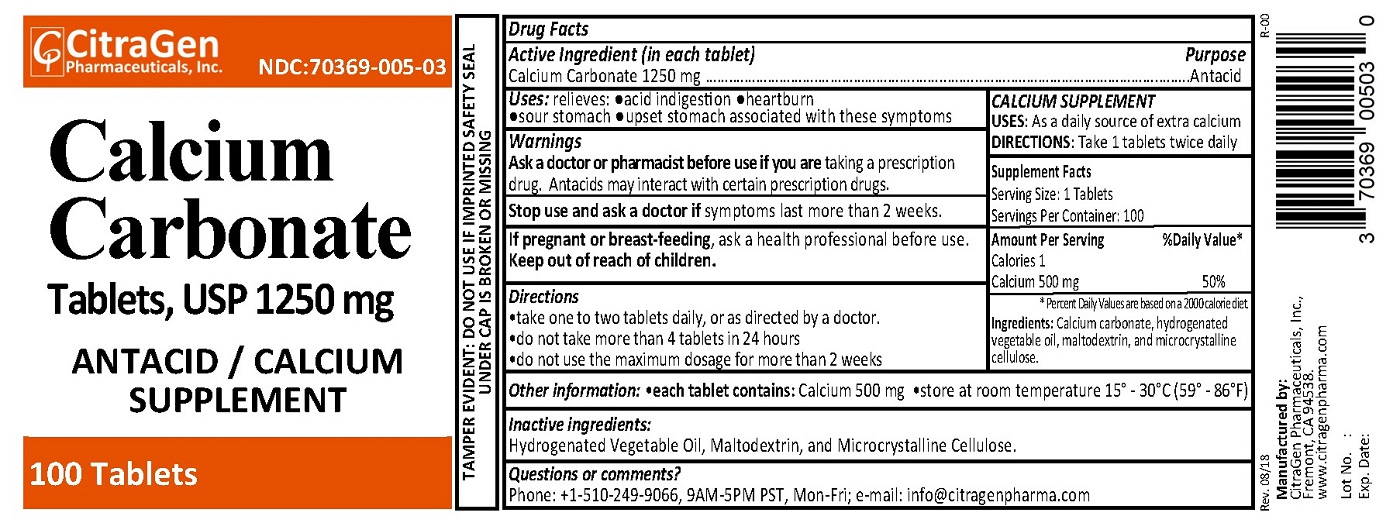 CitraGen
Pharmaceuticals, Inc.
NDC:70369-005-03
Calcium
Carbonate
Tablets, USP 1250 mg
ANTACID / CALCIUM
SUPPLEMENT
100 Tablets
TAMPER EVIDENT: DO NOT USE IF IMPRINTED SAFETY SEAL
UNDER CAP IS BROKEN OR MISSING
Drug Facts
Active Ingredient (in each tablet) Purpose
Calcium Carbonate 1250 mg ........ Antacid
Uses: relieves: •acid indigestion •heartburn
•sour stomach •upset stomach associated with these symptoms
Warnings
Ask a doctor or pharmacist before use if you are taking a prescription
drug. Antacids may interact with certain prescription drugs.
Stop use and ask a doctor if symptoms last more than 2 weeks.
If pregnant or breast-feeding, ask a health professional before use.
Keep out of reach of children.
Directions
•take one to two tablets daily, or as directed by a doctor.
•do not take more than 4 tablets in 24 hours
•do not use the maximum dosage for more than 2 weeks
CALCIUM SUPPLEMENT
USES: As a daily source of extra calcium
DIRECTIONS: Take 1 tablets twice daily
Supplement Facts
Serving Size: 1 Tablets
Servings Per Container: 100
Amount Per Serving %Daily Value*
Calories 1
Calcium 500 mg 50%
* Percent Daily Values are based on a 2000 calorie diet.
Ingredients: Calcium carbonate, hydrogenated
vegetable oil, maltodextrin, and microcrystalline
cellulose.
Other information: •each tablet contains: Calcium 500 mg •store at room temperature 15° - 30°C (59° - 86°F)
Inactive ingredients:
Hydrogenated Vegetable Oil, Maltodextrin, and Microcrystalline Cellulose.
Questions or comments?
Phone: +1-510-249-9066, 9AM-5PM PST, Mon-Fri; e-mail: info@citragenpharma.com
Rev. 08/18
R-00
3 70369 00503 0
Manufactured by:
CitraGen Pharmaceuticals, Inc.,
Fremont, CA 94538.
www.citragenpharma.com
Lot No. :
Exp. Date: